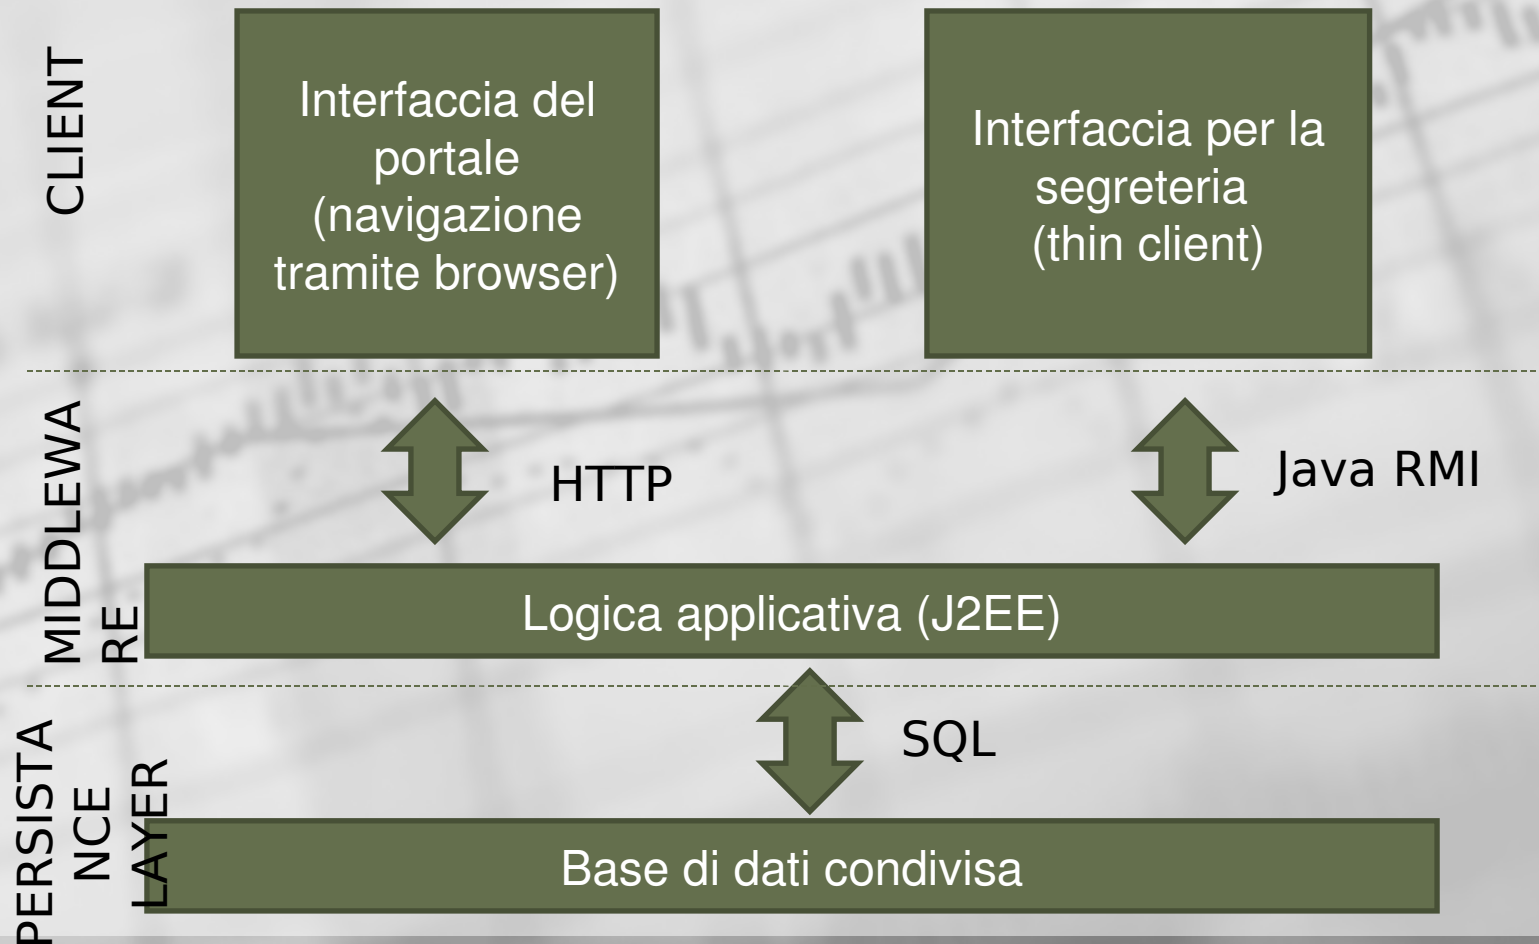 CLIENT
Interfaccia del
portale
(navigazione
tramite browser)
Interfaccia per la
segreteria
(thin client)
MIDDLEWA
RE
HTTP
Java RMI
Logica applicativa (J2EE)
PERSISTA
NCE
LAYER
SQL
Base di dati condivisa